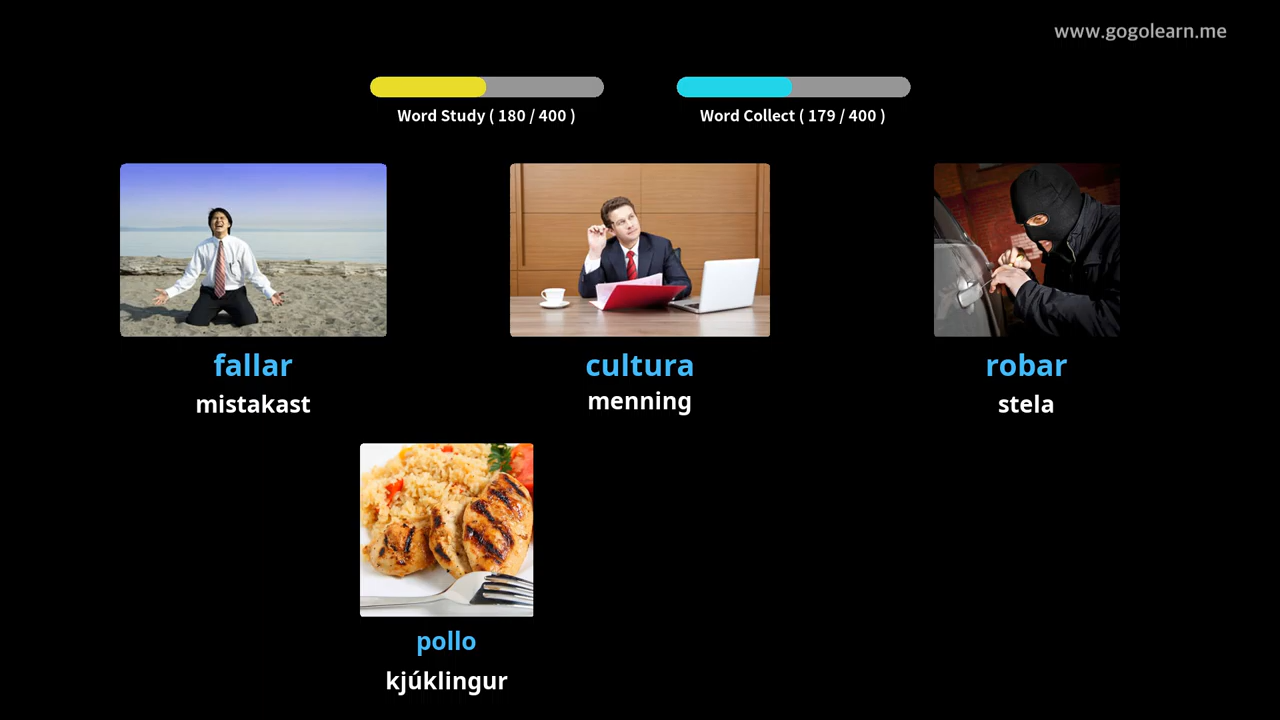 www.gogolearn.me
Word Study ( 180 / 400 )
Word Collect ( 179 / 400 )
fallar
mistakast
cultura
menning
robar
stela
pollo
kjúklingur